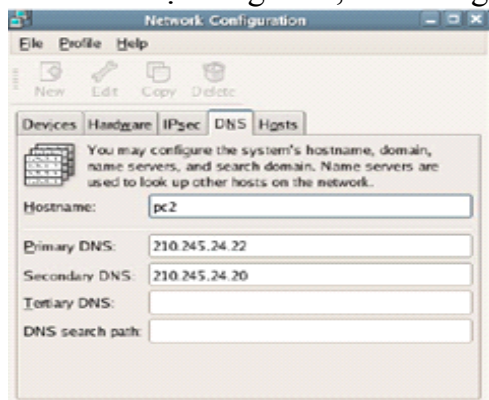 Network Configuration
File Profile Help
New Edit Copy Delete
Devices Hardware IPsec DNS Hosts
You may configure the system's hostname, domain,
name servers, and search domain. Name servers are
used to look up other hosts on the network.
Hostname: pc2
Primary DNS: 210.245.24.22
Secondary DNS: 210.245.24.20
Tertiary DNS:
DNS search path: